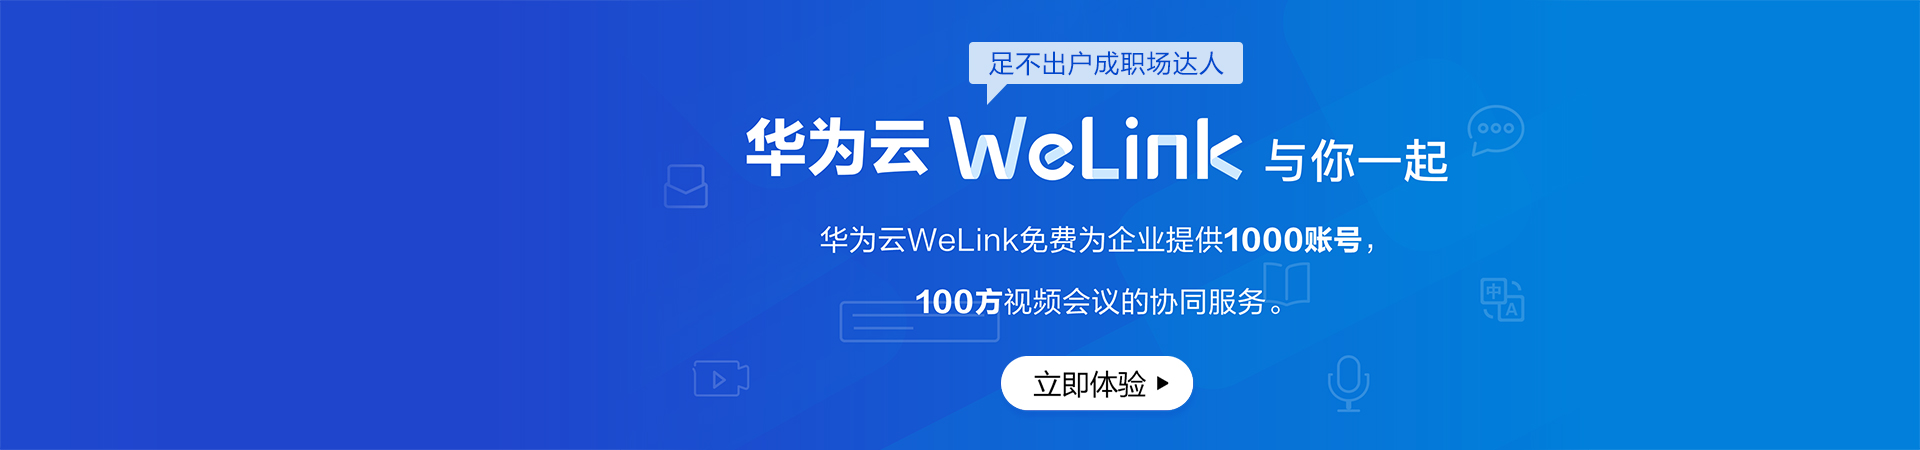 足不出户成职场达人
华为云 WeLink 与你一起
华为云WeLink免费为企业提供1000账号，
100方视频会议的协同服务。
中
A
立即体验